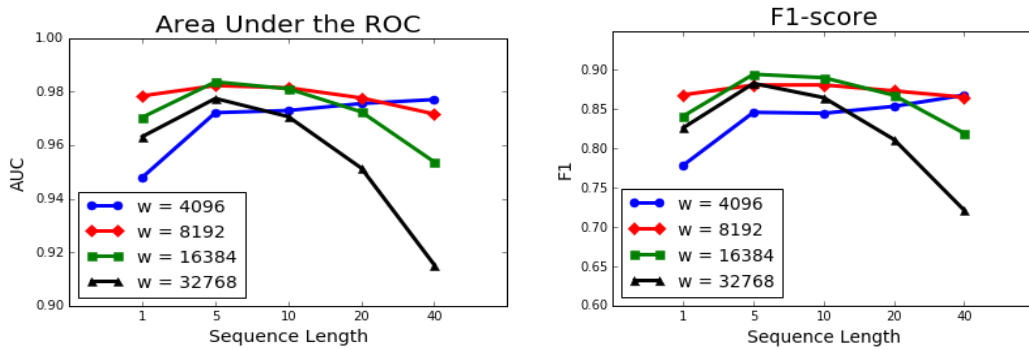 Area Under the ROC
1.00
0.98
0.96
0.94
0.92
0.90
AUC
w = 4096
w = 8192
w = 16384
w = 32768
1 5 10 20 40
Sequence Length
F1-score
0.90
0.85
0.80
0.75
0.70
0.65
0.60
F1
w = 4096
w = 8192
w = 16384
w = 32768
1 5 10 20 40
Sequence Length